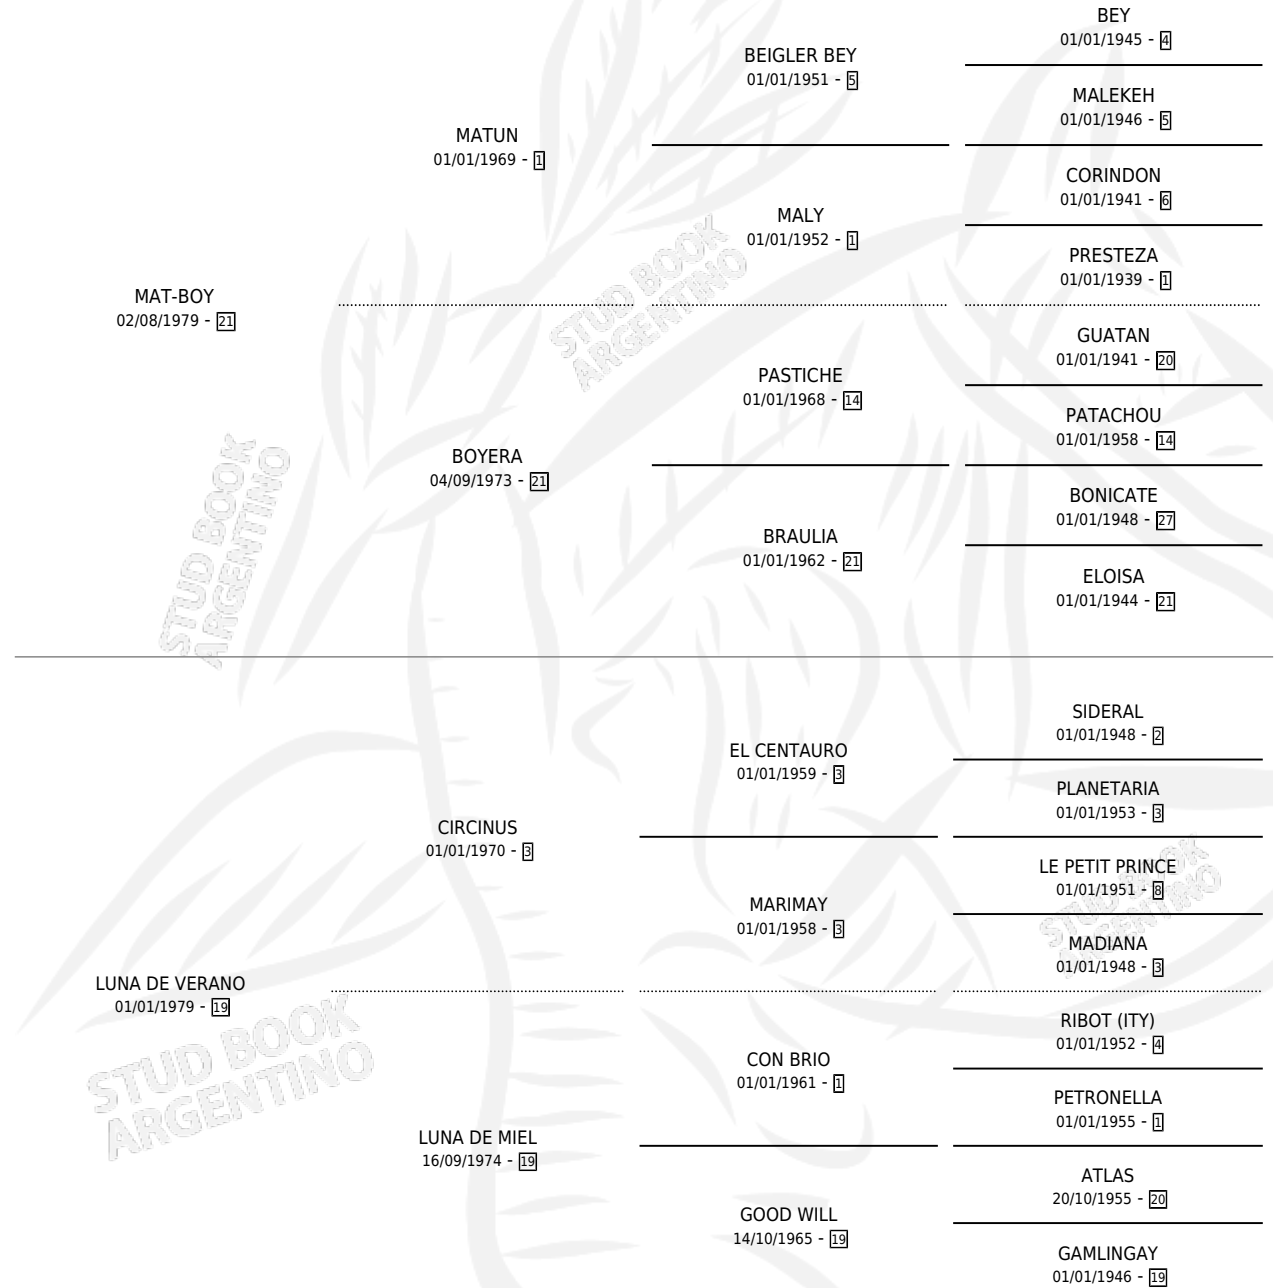 BEY
01/01/1945 - 4
BEIGLER BEY
01/01/1951 - 5
MALEKEH
01/01/1946 - 5
MATUN
01/01/1969 - 1
CORINDON
01/01/1941 - 6
MALY
01/01/1952 - 1
PRESTEZA
01/01/1939 - 1
MAT-BOY
02/08/1979 - 21
GUATAN
01/01/1941 - 20
PASTICHE
01/01/1968 - 14
PATACHOU
01/01/1958 - 14
BOYERA
04/09/1973 - 21
BONICATE
01/01/1948 - 27
BRAULIA
01/01/1962 - 21
ELOISA
01/01/1944 - 21
SIDERAL
01/01/1948 - 2
EL CENTAURO
01/01/1959 - 3
PLANETARIA
01/01/1953 - 3
CIRCINUS
01/01/1970 - 3
LE PETIT PRINCE
01/01/1951 - 8
MARIMAY
01/01/1958 - 3
MADIANA
01/01/1948 - 3
LUNA DE VERANO
01/01/1979 - 19
RIBOT (ITY)
01/01/1952 - 4
CON BRIO
01/01/1961 - 1
PETRONELLA
01/01/1955 - 1
LUNA DE MIEL
16/09/1974 - 19
ATLAS
20/10/1955 - 20
GOOD WILL
14/10/1965 - 19
GAMLINGAY
01/01/1946 - 19
STUD BOOK
ARGENTINO
STUD BOOK
ARGENTINO
STUD BOOK
ARGENTINO
STUD BOOK
ARGENTINO